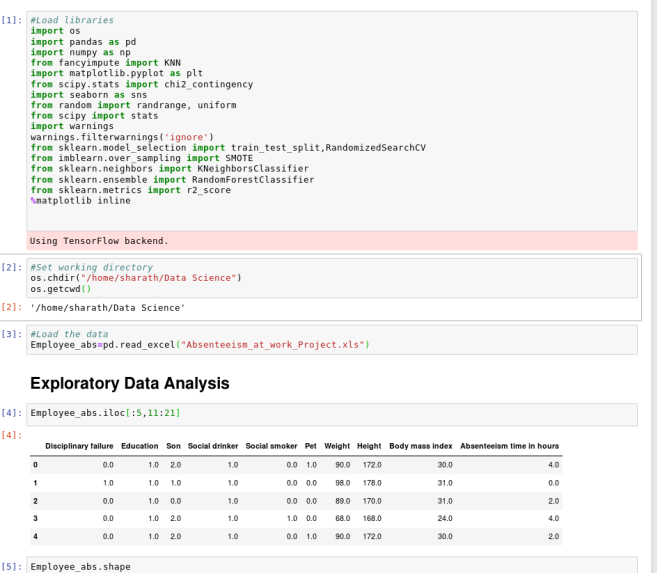 [1]: #Load libraries
import os
import pandas as pd
import numpy as np
from fancyimpute import KNN
import matplotlib.pyplot as plt
from scipy.stats import chi2_contingency
import seaborn as sns
from random import randrange, uniform
from scipy import stats
import warnings
warnings.filterwarnings('ignore')
from sklearn.model_selection import train_test_split,RandomizedSearchCV
from imblearn.over_sampling import SMOTE
from sklearn.neighbors import KNeighborsClassifier
from sklearn.ensemble import RandomForestClassifier
from sklearn.metrics import r2_score
%matplotlib inline
Using TensorFlow backend.
[2]: #Set working directory
os.chdir("/home/sharath/Data Science")
os.getcwd()
[2]: '/home/sharath/Data Science'
[3]: #Load the data
Employee_abs=pd.read_excel("Absenteeism_at_work_Project.xls")
Exploratory Data Analysis
[4]: Employee_abs.iloc[:5,11:21]
[4]:
Disciplinary failure Education Son Social drinker Social smoker Pet Weight Height Body mass index Absenteeism time in hours
0 0.0 1.0 2.0 1.0 0.0 1.0 90.0 172.0 30.0 4.0
1 1.0 1.0 1.0 1.0 0.0 0.0 98.0 178.0 31.0 0.0
2 0.0 1.0 0.0 1.0 0.0 0.0 89.0 170.0 31.0 2.0
3 0.0 1.0 2.0 1.0 1.0 0.0 68.0 168.0 24.0 4.0
4 0.0 1.0 2.0 1.0 0.0 1.0 90.0 172.0 30.0 2.0
[5]: Employee_abs.shape